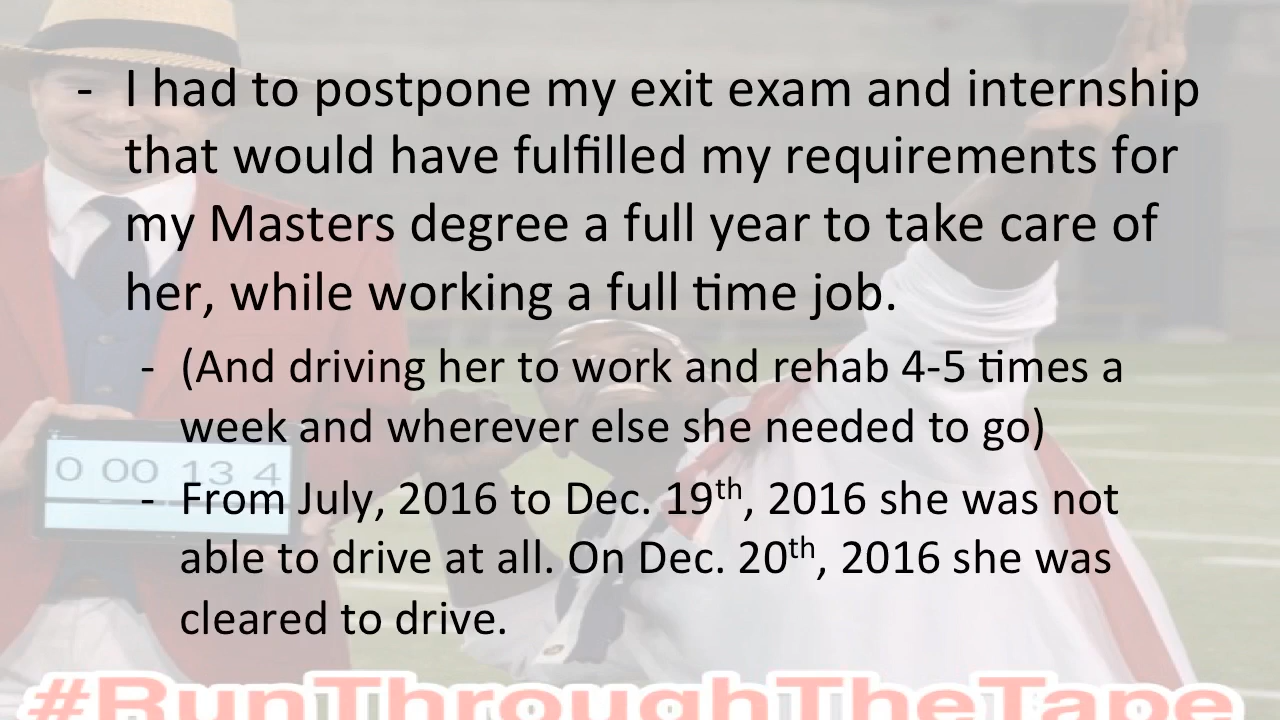 - I had to postpone my exit exam and internship
that would have fulfilled my requirements for
my Masters degree a full year to take care of
her, while working a full time job.
- (And driving her to work and rehab 4-5 times a
week and wherever else she needed to go)
- From July, 2016 to Dec. 19th, 2016 she was not
able to drive at all. On Dec. 20th, 2016 she was
cleared to drive.
0 00 13 4
#RunThroughTheTape